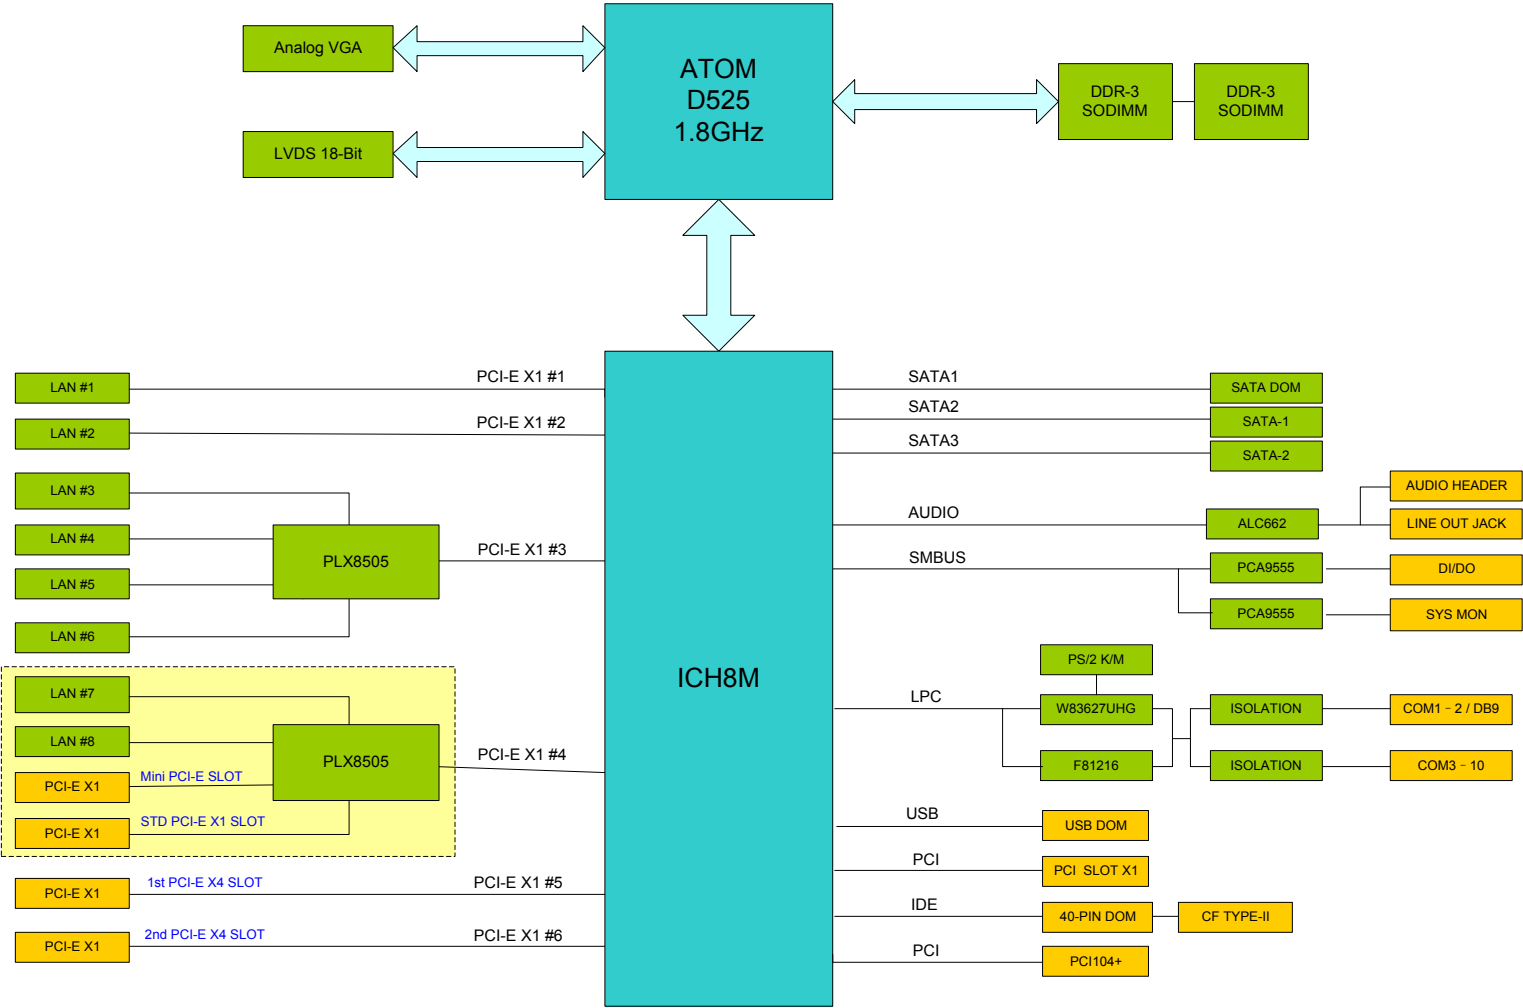 Analog VGA
LVDS 18-Bit
ATOM
D525
1.8GHz
DDR-3
SODIMM
DDR-3
SODIMM
LAN #1
PCI-E X1 #1
LAN #2
PCI-E X1 #2
LAN #3
LAN #4
LAN #5
LAN #6
PLX8505
PCI-E X1 #3
LAN #7
LAN #8
PCI-E X1
Mini PCI-E SLOT
PCI-E X1
STD PCI-E X1 SLOT
PLX8505
PCI-E X1 #4
PCI-E X1
1st PCI-E X4 SLOT
PCI-E X1 #5
PCI-E X1
2nd PCI-E X4 SLOT
PCI-E X1 #6
ICH8M
SATA1
SATA DOM
SATA2
SATA-1
SATA3
SATA-2
AUDIO
ALC662
AUDIO HEADER
LINE OUT JACK
SMBUS
PCA9555
DI/DO
PCA9555
SYS MON
PS/2 K/M
LPC
W83627UHG
ISOLATION
COM1 - 2 / DB9
F81216
ISOLATION
COM3 - 10
USB
USB DOM
PCI
PCI SLOT X1
IDE
40-PIN DOM
CF TYPE-II
PCI
PCI104+